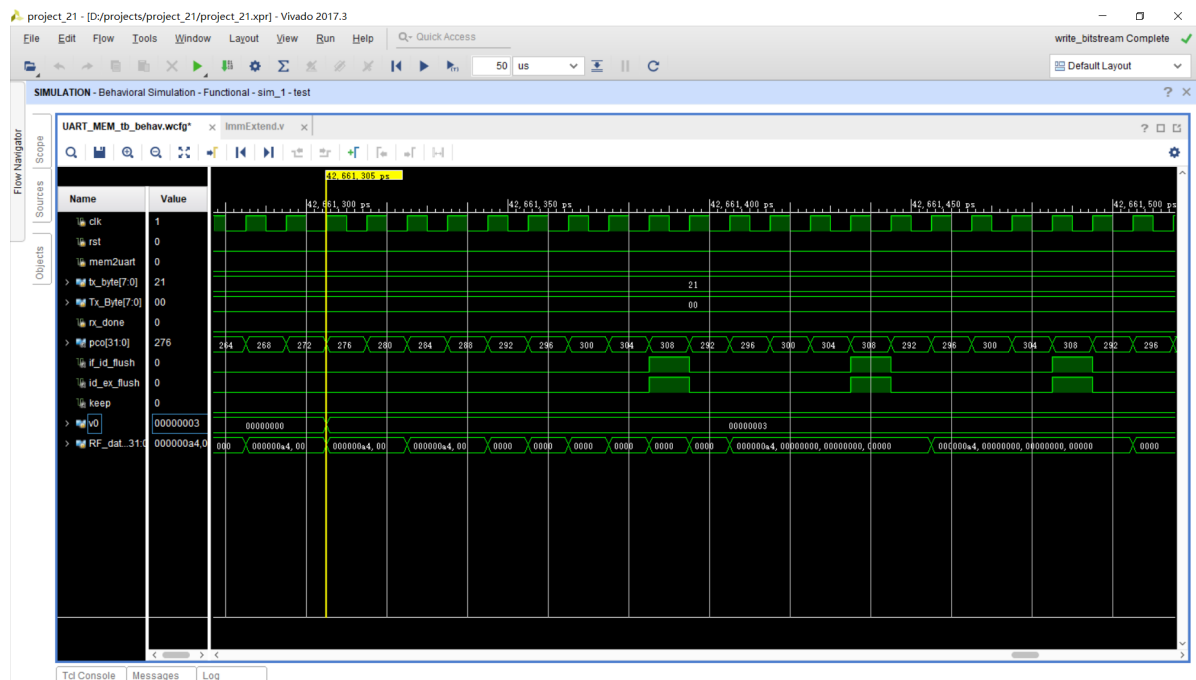 project_21 - [D:/projects/project_21/project_21.xpr] - Vivado 2017.3
File Edit Flow Tools Window Layout View Run Help Q- Quick Access write_bitstream Complete
50 us Default Layout
SIMULATION - Behavioral Simulation - Functional - sim_1 - test
Flow Navigator
Scope
Sources
Objects
UART_MEM_tb_behav.wcfg* ImmExtend.v
42,661,305 ps
Name Value
42,661,300 ps 42,661,350 ps 42,661,400 ps 42,661,450 ps 42,661,500 ps
clk 1
rst 0
mem2uart 0
tx_byte[7:0] 21 21
Tx_Byte[7:0] 00 00
rx_done 0
pco[31:0] 276 264 268 272 276 280 284 288 292 296 300 304 308 292 296 300 304 308 292 296 300 304 308 292 296
if_id_flush 0
id_ex_flush 0
keep 0
v0 00000003 00000000 00000003
RF_dat...31:0 000000a4,0 000 000000a4,00 000000a4,00 000000a4,00 0000 0000 0000 0000 0000 0000 000000a4,00000000,00000000,00000 000000a4,00000000,00000000,00000 0000
Tcl Console Messages Log